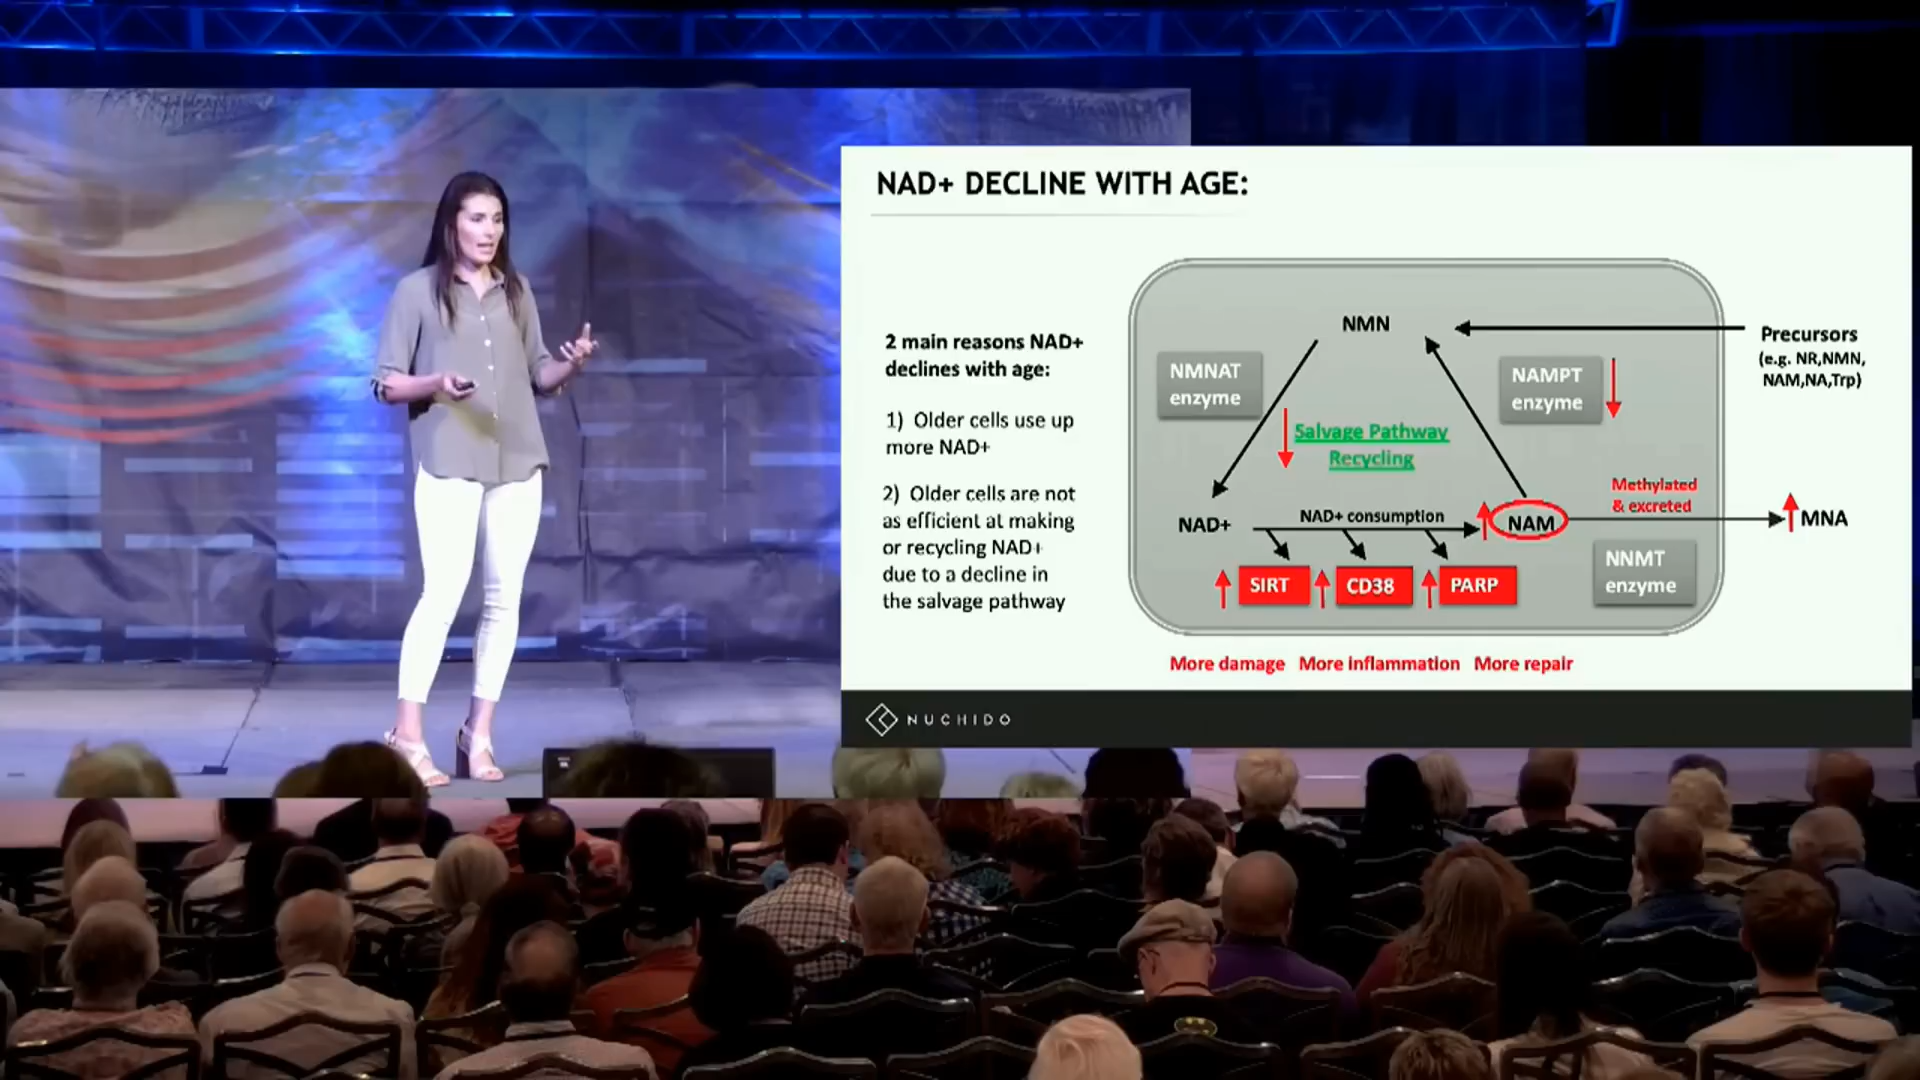 NAD+ DECLINE WITH AGE:
2 main reasons NAD+
declines with age:
1) Older cells use up
more NAD+
2) Older cells are not
as efficient at making
or recycling NAD+
due to a decline in
the salvage pathway
NMN
Precursors
(e.g. NR,NMN,
NAM,NA,Trp)
NMNAT
enzyme
NAMPT
enzyme
Salvage Pathway
Recycling
Methylated
& excreted
NAD+
NAD+ consumption
NAM
MNA
NNMT
enzyme
SIRT
CD38
PARP
More damage More inflammation More repair
NUCHIDO